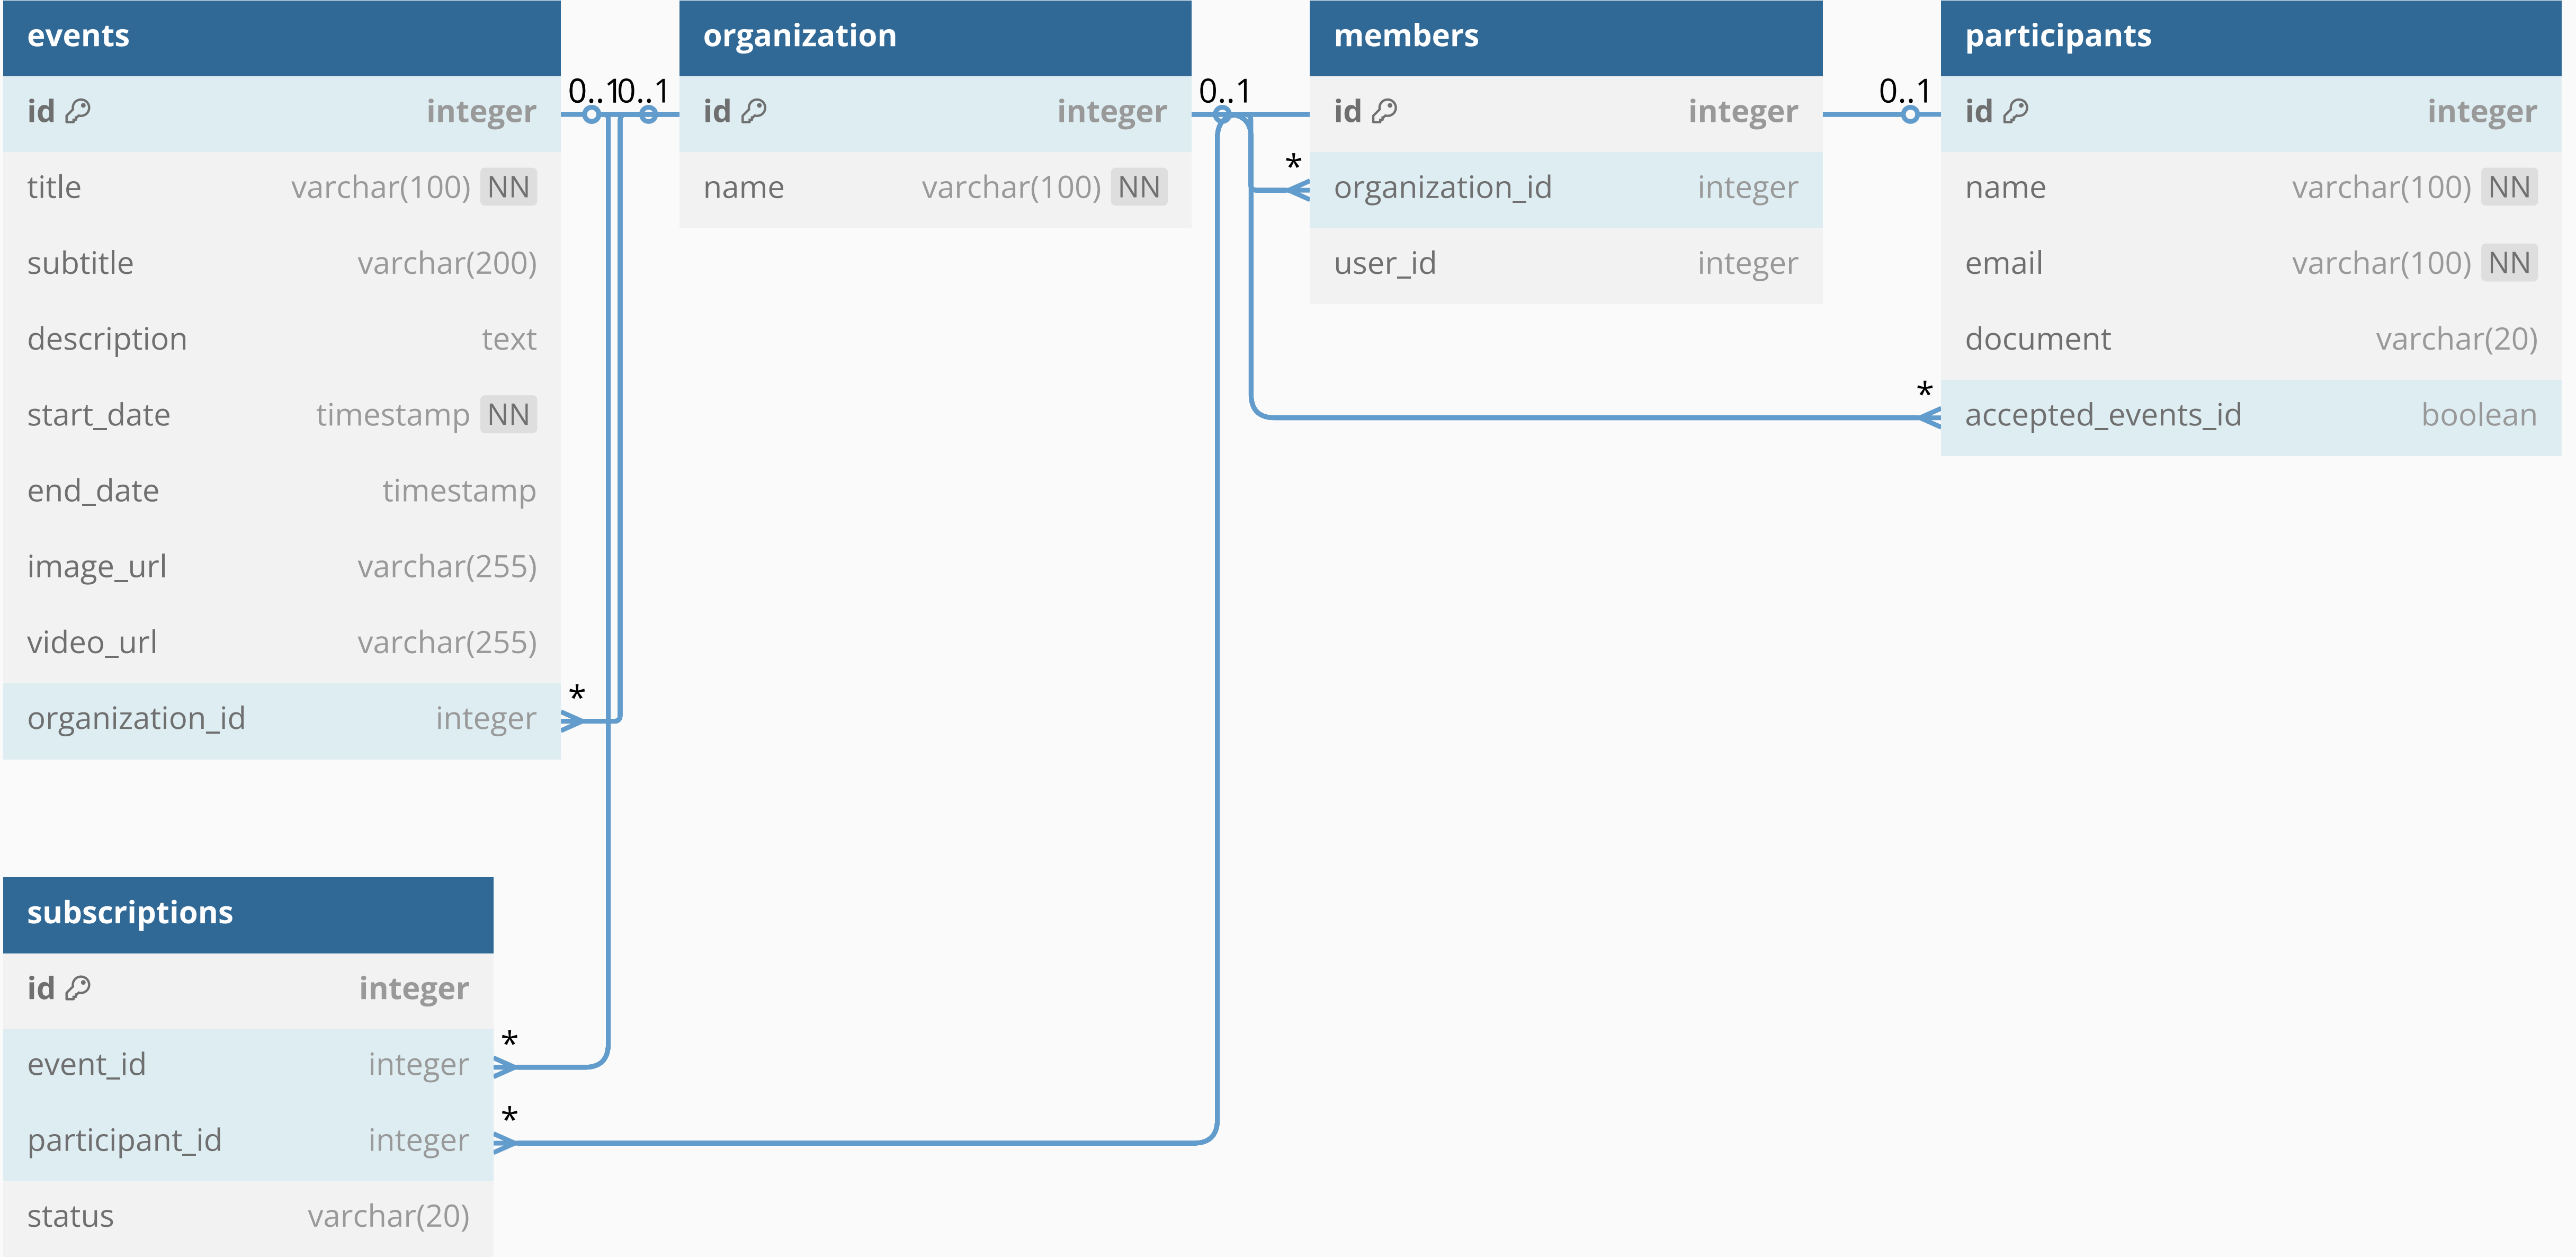 events
id integer
title varchar(100) NN
subtitle varchar(200)
description text
start_date timestamp NN
end_date timestamp
image_url varchar(255)
video_url varchar(255)
organization_id integer
0..1
0..1
*
organization
id integer
name varchar(100) NN
0..1
*
members
id integer
organization_id integer
user_id integer
0..1
*
participants
id integer
name varchar(100) NN
email varchar(100) NN
document varchar(20)
accepted_events_id boolean
subscriptions
id integer
*
event_id integer
*
participant_id integer
status varchar(20)